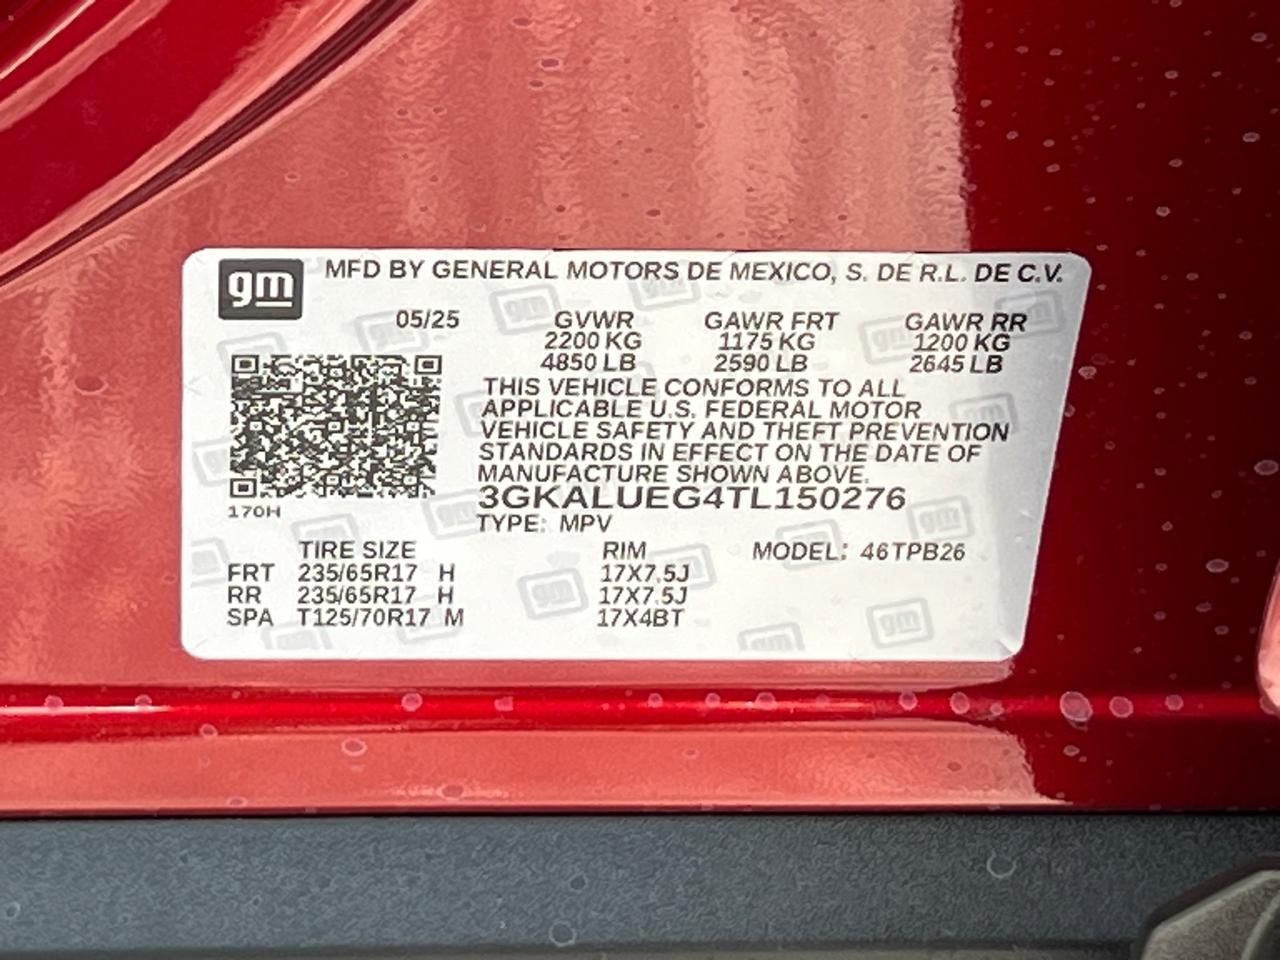 gm MFD BY GENERAL MOTORS DE MEXICO, S. DE R.L. DE C.V.
05/25 GVWR GAWR FRT GAWR RR
2200 KG 1175 KG 1200 KG
4850 LB 2590 LB 2645 LB
THIS VEHICLE CONFORMS TO ALL
APPLICABLE U.S. FEDERAL MOTOR
VEHICLE SAFETY AND THEFT PREVENTION
STANDARDS IN EFFECT ON THE DATE OF
MANUFACTURE SHOWN ABOVE.
3GKALUEG4TL150276
170H
TYPE: MPV
TIRE SIZE RIM MODEL: 46TPB26
FRT 235/65R17 H 17X7.5J
RR 235/65R17 H 17X7.5J
SPA T125/70R17 M 17X4BT